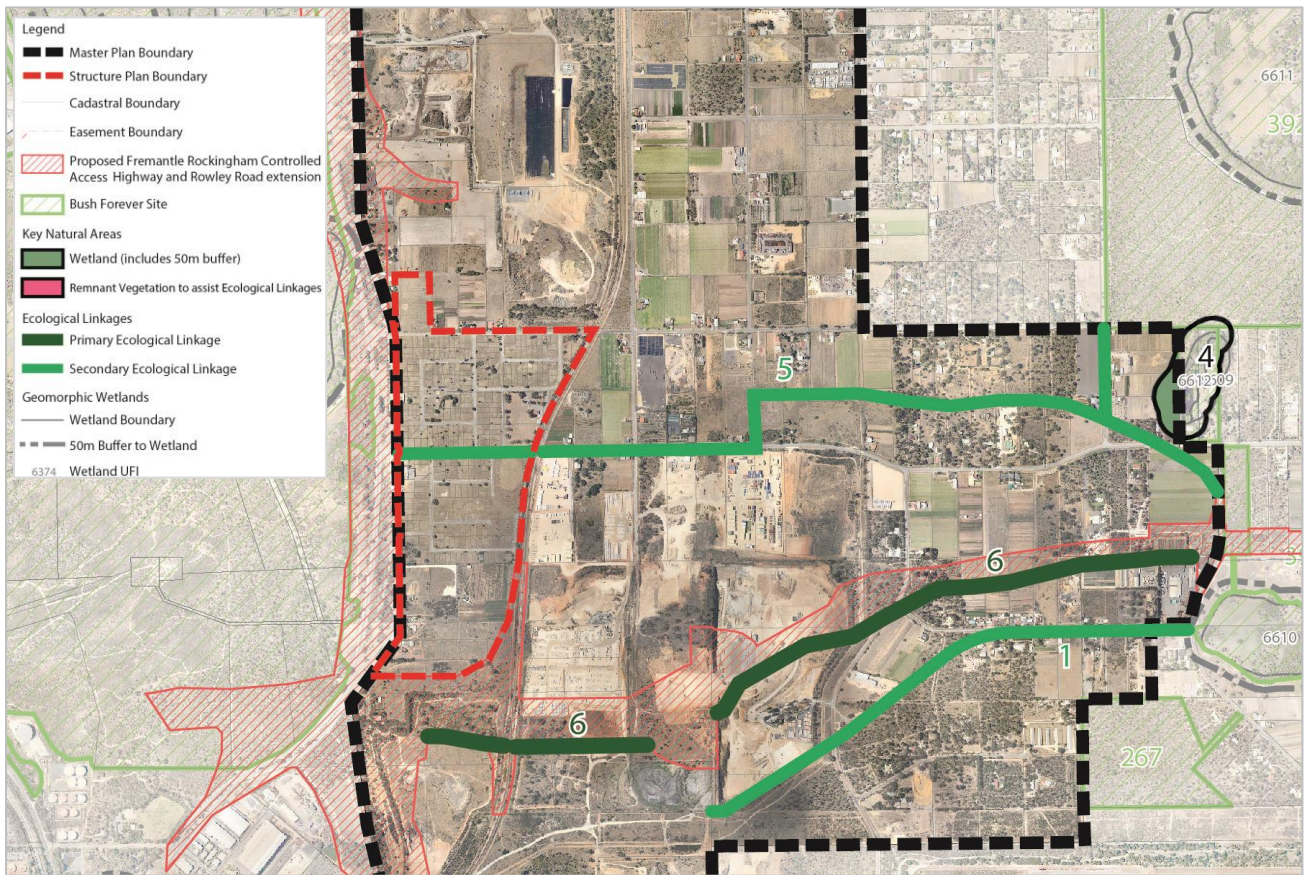 Legend
Master Plan Boundary
Structure Plan Boundary
Cadastral Boundary
Easement Boundary
Proposed Fremantle Rockingham Controlled
Access Highway and Rowley Road extension
Bush Forever Site
Key Natural Areas
Wetland (includes 50m buffer)
Remnant Vegetation to assist Ecological Linkages
Ecological Linkages
Primary Ecological Linkage
Secondary Ecological Linkage
Geomorphic Wetlands
Wetland Boundary
50m Buffer to Wetland
6374 Wetland UFI
6611
392
4
5
6
6610
1
6
267